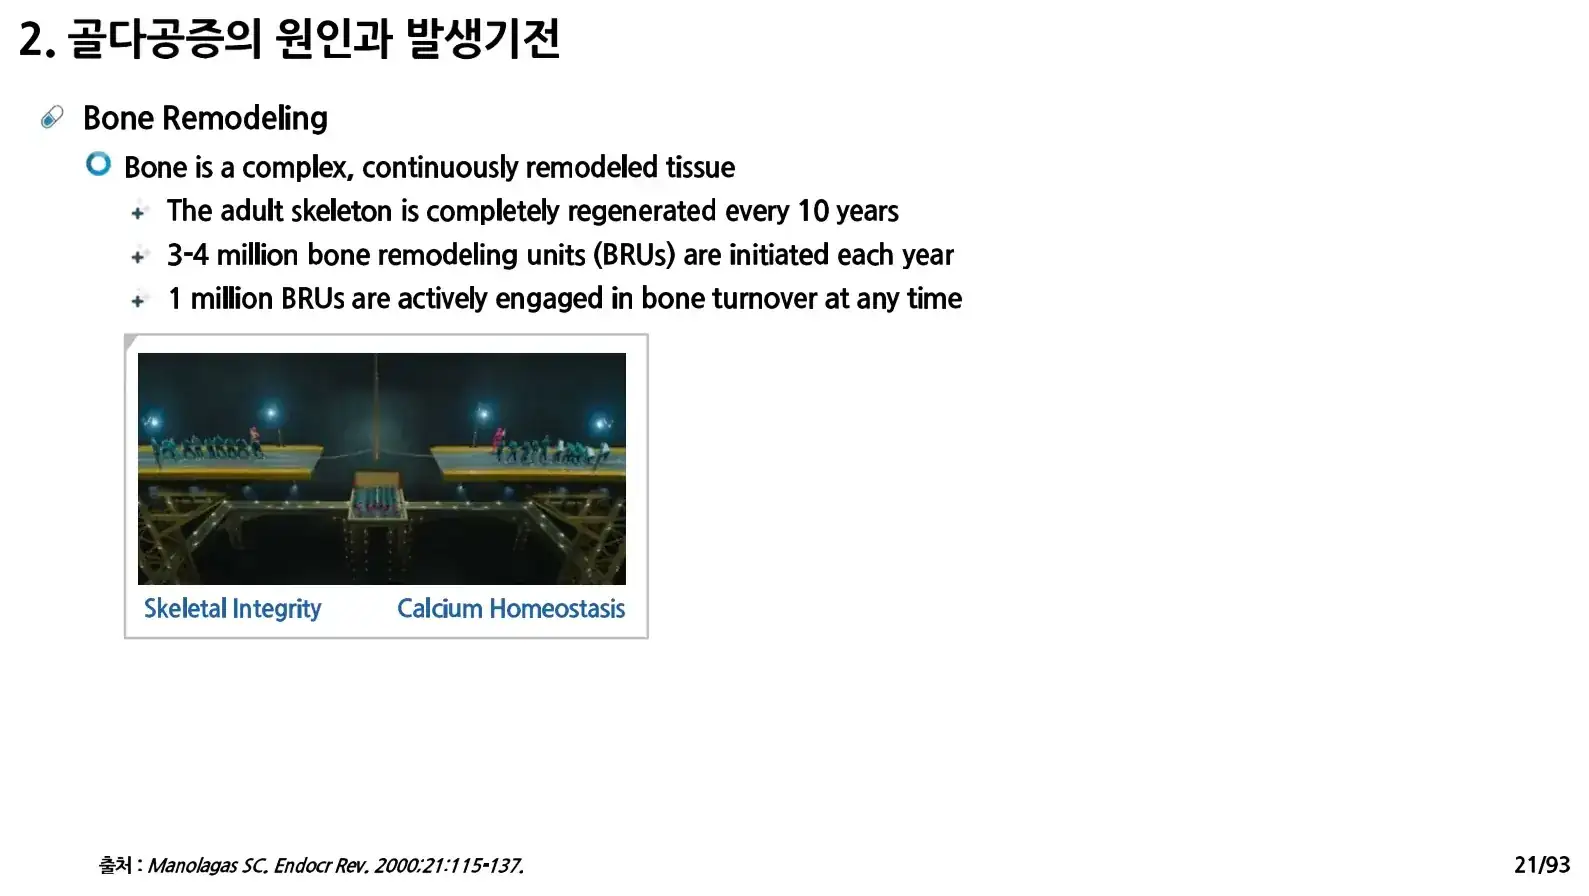 2. 골다공증의 원인과 발생기전
Bone Remodeling
Bone is a complex, continuously remodeled tissue
The adult skeleton is completely regenerated every 10 years
3-4 million bone remodeling units (BRUs) are initiated each year
1 million BRUs are actively engaged in bone turnover at any time
Skeletal Integrity Calcium Homeostasis
출처 : Manolagas SC. Endocr Rev. 2000;21:115-137.
21/93